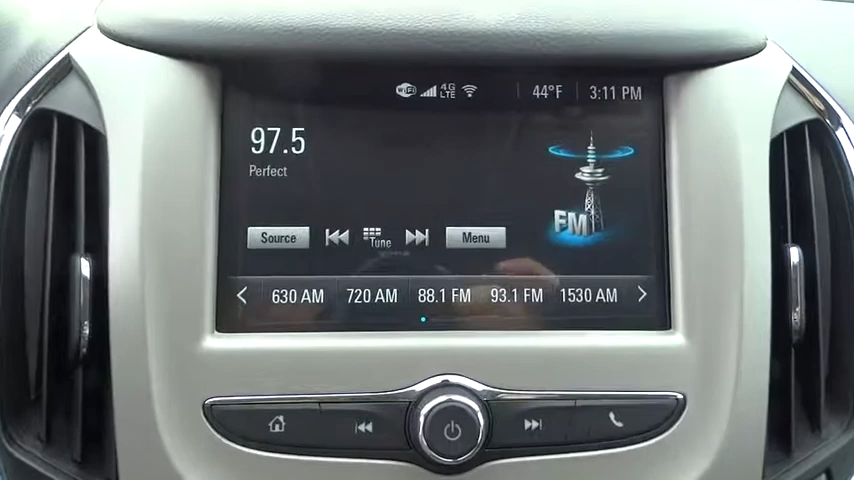 WiFi 4G LTE 44°F 3:11 PM
97.5
Perfect
FM
Source Tune Menu
630 AM 720 AM 88.1 FM 93.1 FM 1530 AM